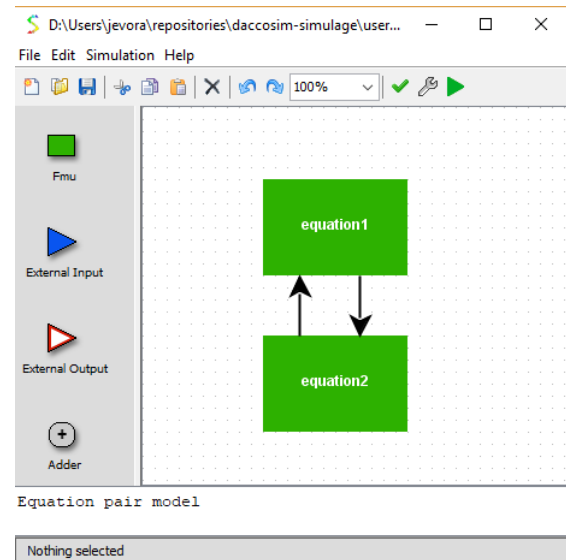 D:\Users\jevora\repositories\daccosim-simulage\user...
File Edit Simulation Help
100%
Fmu
External Input
External Output
+
Adder
equation1
equation2
Equation pair model
Nothing selected